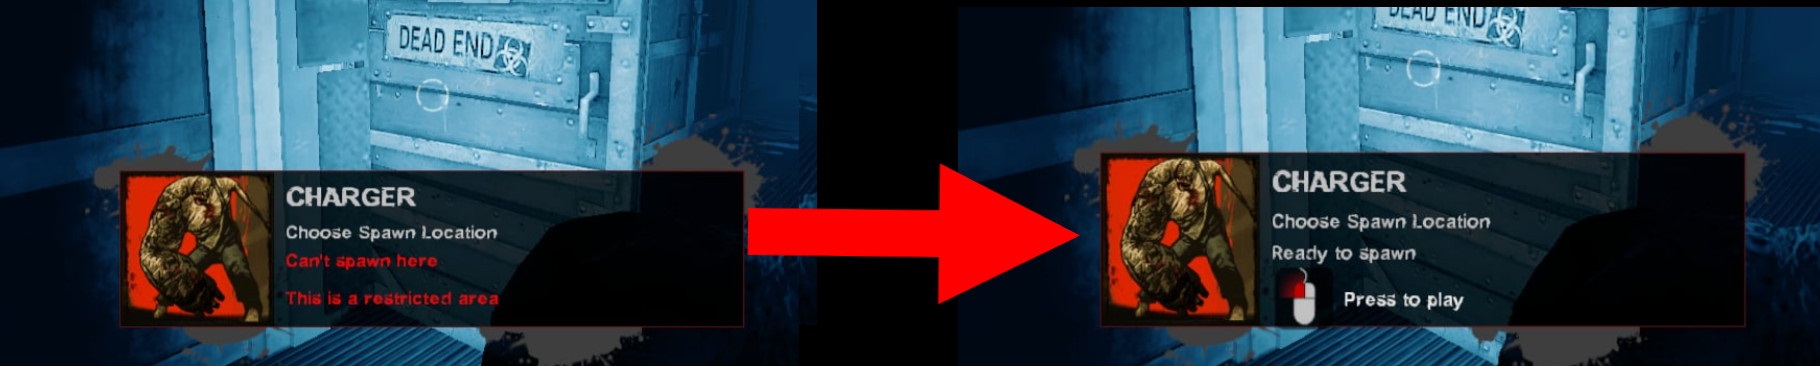 DEAD END
CHARGER
Choose Spawn Location
Can't spawn here
This is a restricted area
DEAD END
CHARGER
Choose Spawn Location
Ready to spawn
Press to play